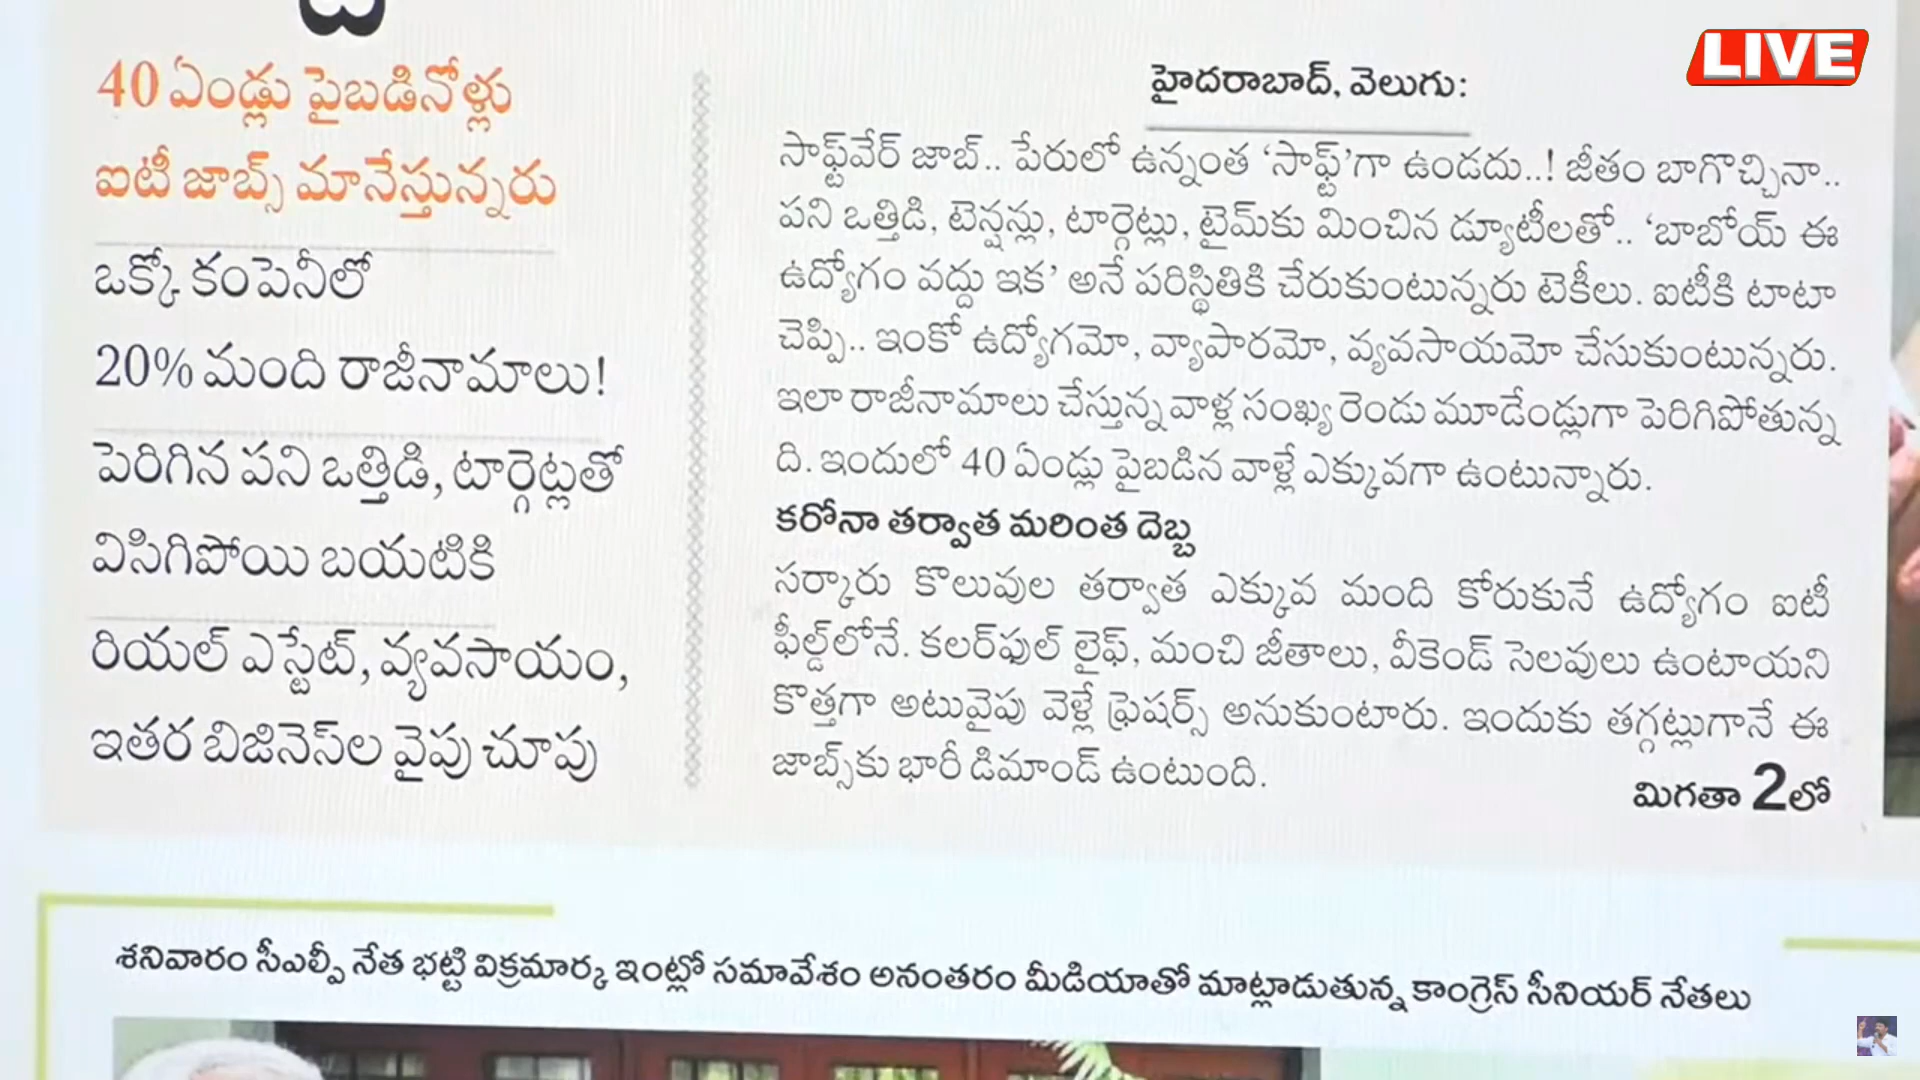 LIVE
40 ఏండ్లు పైబడినోళ్లు
ఐటీ జాబ్స్ మానేస్తున్నరు
ఒక్కో కంపెనీలో
20% మంది రాజీనామాలు!
పెరిగిన పని ఒత్తిడి, టార్గెట్లతో
విసిగిపోయి బయటికి
రియల్ ఎస్టేట్, వ్యవసాయం,
ఇతర బిజినెస్‌ల వైపు చూపు
హైదరాబాద్, వెలుగు:
సాఫ్ట్‌వేర్ జాబ్.. పేరులో ఉన్నంత ‘సాఫ్ట్’గా ఉండదు..! జీతం బాగొచ్చినా..
పని ఒత్తిడి, టెన్షన్లు, టార్గెట్లు, టైమ్‌కు మించిన డ్యూటీలతో.. ‘బాబోయ్ ఈ
ఉద్యోగం వద్దు ఇక’ అనే పరిస్థితికి చేరుకుంటున్నరు టెకీలు. ఐటీకి టాటా
చెప్పి.. ఇంకో ఉద్యోగమో, వ్యాపారమో, వ్యవసాయమో చేసుకుంటున్నరు.
ఇలా రాజీనామాలు చేస్తున్న వాళ్ల సంఖ్య రెండు మూడేండ్లుగా పెరిగిపోతున్న
ది. ఇందులో 40 ఏండ్లు పైబడిన వాళ్లే ఎక్కువగా ఉంటున్నారు.
కరోనా తర్వాత మరింత దెబ్బ
సర్కారు కొలువుల తర్వాత ఎక్కువ మంది కోరుకునే ఉద్యోగం ఐటీ
ఫీల్డ్‌లోనే. కలర్‌ఫుల్ లైఫ్, మంచి జీతాలు, వీకెండ్ సెలవులు ఉంటాయని
కొత్తగా అటువైపు వెళ్లే ఫ్రెషర్స్ అనుకుంటారు. ఇందుకు తగ్గట్లుగానే ఈ
జాబ్స్‌కు భారీ డిమాండ్ ఉంటుంది.
మిగతా 2లో
శనివారం సీఎల్పీ నేత భట్టి విక్రమార్క ఇంట్లో సమావేశం అనంతరం మీడియాతో మాట్లాడుతున్న కాంగ్రెస్ సీనియర్ నేతలు